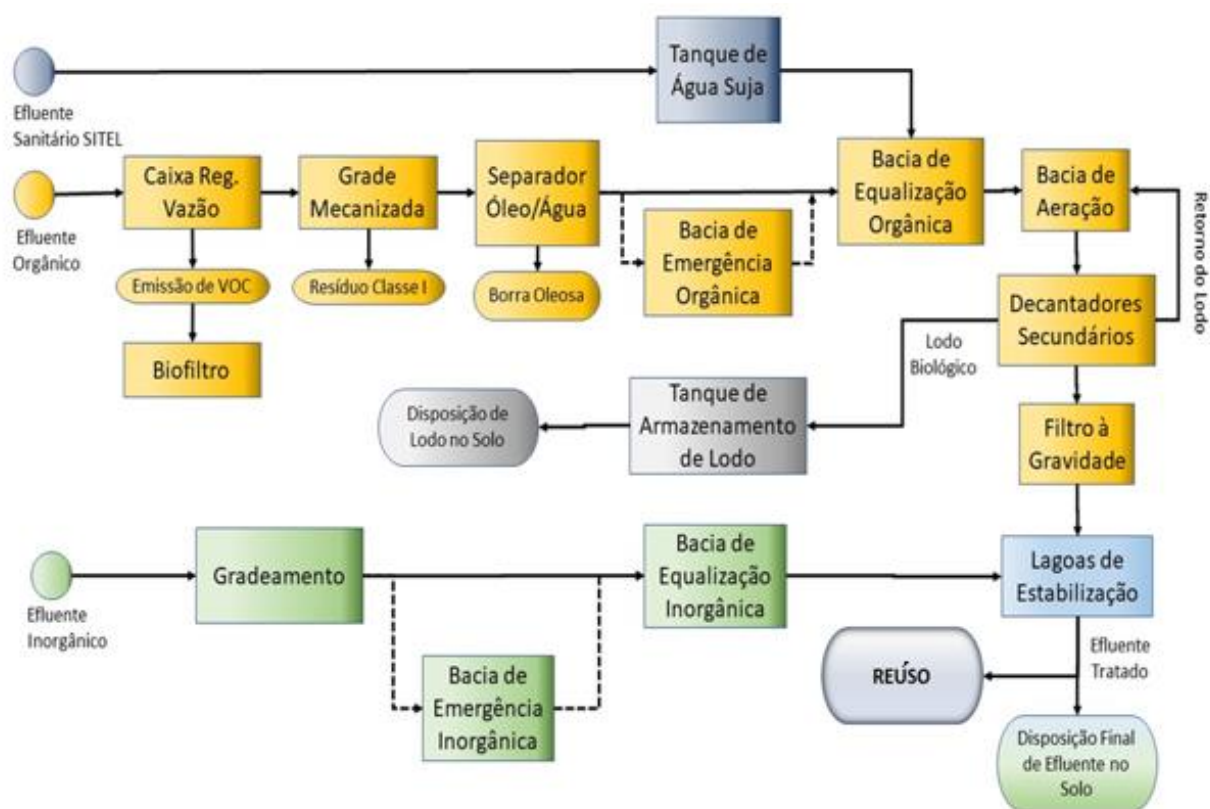 Tanque de
Água Suja
Efluente
Sanitário SITEL
Efluente
Orgânico
Caixa Reg.
Vazão
Grade
Mecanizada
Separador
Óleo/Água
Bacia de
Equalização
Orgânica
Bacia de
Aeração
Retorno do Lodo
Emissão de VOC
Resíduo Classe I
Borra Oleosa
Bacia de
Emergência
Orgânica
Biofiltro
Decantadores
Secundários
Lodo
Biológico
Disposição de
Lodo no Solo
Tanque de
Armazenamento
de Lodo
Filtro à
Gravidade
Efluente
Inorgânico
Gradeamento
Bacia de
Equalização
Inorgânica
Lagoas de
Estabilização
Bacia de
Emergência
Inorgânica
REÚSO
Efluente
Tratado
Disposição Final
de Efluente no
Solo